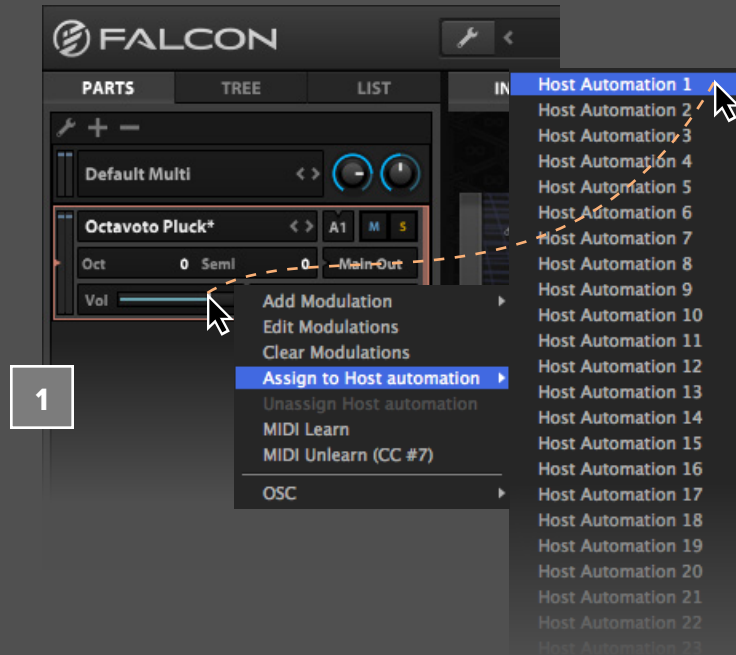 FALCON
PARTS TREE LIST IN
Default Multi
Octavoto Pluck* A1 M S
Oct 0 Semi 0 Main Out
Vol
Add Modulation
Edit Modulations
Clear Modulations
Assign to Host automation
Unassign Host automation
MIDI Learn
MIDI Unlearn (CC #7)
OSC
1
Host Automation 1
Host Automation 2
Host Automation 3
Host Automation 4
Host Automation 5
Host Automation 6
Host Automation 7
Host Automation 8
Host Automation 9
Host Automation 10
Host Automation 11
Host Automation 12
Host Automation 13
Host Automation 14
Host Automation 15
Host Automation 16
Host Automation 17
Host Automation 18
Host Automation 19
Host Automation 20
Host Automation 21
Host Automation 22
Host Automation 23